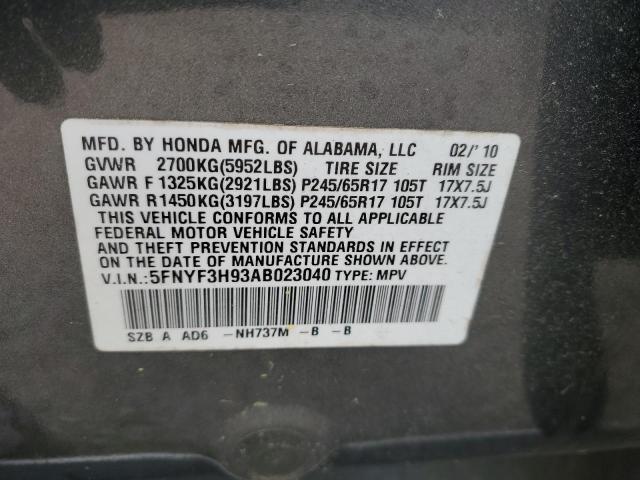 MFD. BY HONDA MFG. OF ALABAMA, LLC 02/'10
GVWR 2700KG(5952LBS) TIRE SIZE RIM SIZE
GAWR F 1325KG(2921LBS) P245/65R17 105T 17X7.5J
GAWR R1450KG(3197LBS) P245/65R17 105T 17X7.5J
THIS VEHICLE CONFORMS TO ALL APPLICABLE
FEDERAL MOTOR VEHICLE SAFETY
AND THEFT PREVENTION STANDARDS IN EFFECT
ON THE DATE OF MANUFACTURE SHOWN ABOVE.
V.I.N.:5FNYF3H93AB023040 TYPE: MPV
SZB A AD6 -NH737M -B -B